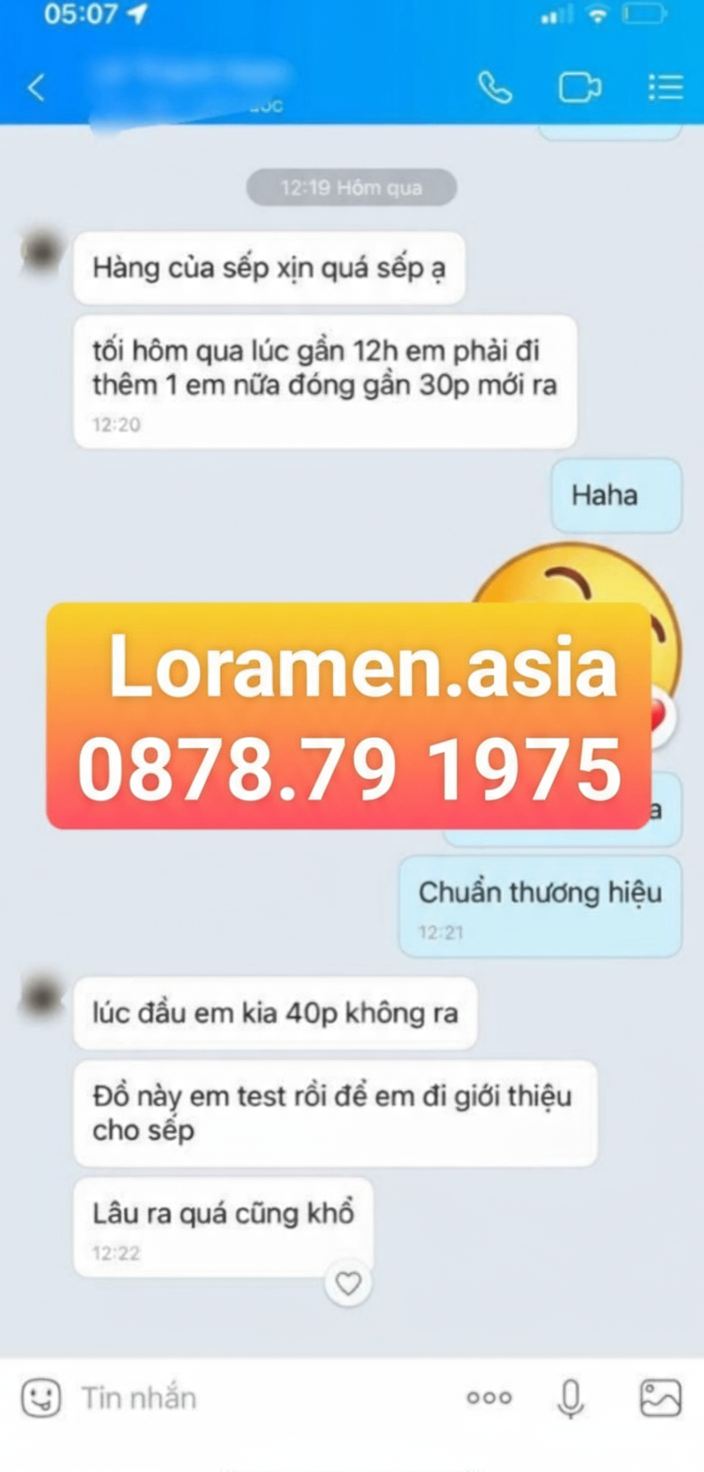 05:07
12:19 Hôm qua
Hàng của sếp xịn quá sếp ạ
tối hôm qua lúc gần 12h em phải đi
thêm 1 em nữa đóng gần 30p mới ra
12:20
Haha
Loramen.asia
0878.79 1975
a
Chuẩn thương hiệu
12:21
lúc đầu em kia 40p không ra
Đồ này em test rồi để em đi giới thiệu
cho sếp
Lâu ra quá cũng khổ
12:22
Tin nhắn